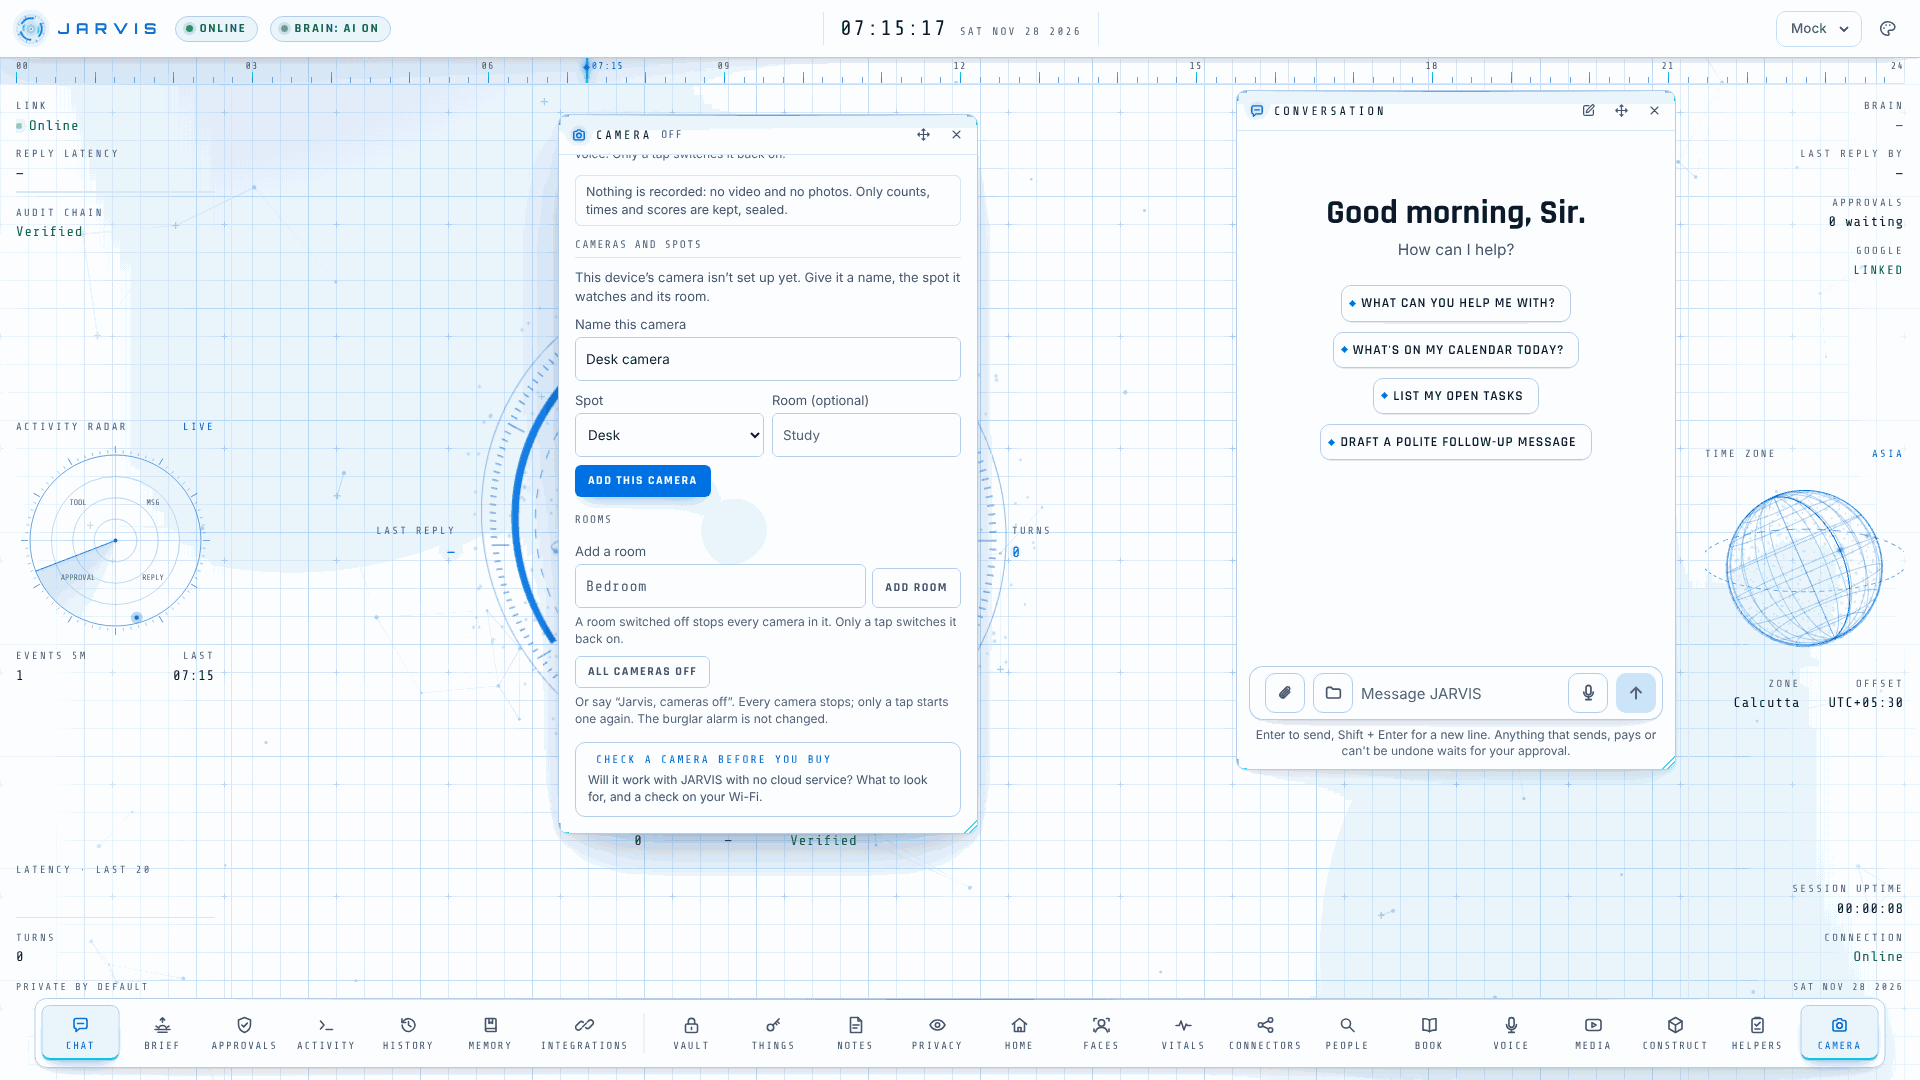 JARVIS
ONLINE
BRAIN: AI ON
07:15:17 SAT NOV 28 2026
Mock
00 03 06 07:15 09 12 15 18 21 24
LINK
Online
REPLY LATENCY
—
AUDIT CHAIN
Verified
ACTIVITY RADAR LIVE
TOOL MSG
APPROVAL REPLY
EVENTS 5M LAST
1 07:15
LATENCY · LAST 20
TURNS
0
PRIVATE BY DEFAULT
LAST REPLY
—
CAMERA OFF
voice. Only a tap switches it back on.
Nothing is recorded: no video and no photos. Only counts,
times and scores are kept, sealed.
CAMERAS AND SPOTS
This device’s camera isn’t set up yet. Give it a name, the spot it
watches and its room.
Name this camera
Desk camera
Spot Room (optional)
Desk Study
ADD THIS CAMERA
ROOMS
Add a room
Bedroom ADD ROOM
A room switched off stops every camera in it. Only a tap switches it
back on.
ALL CAMERAS OFF
Or say “Jarvis, cameras off”. Every camera stops; only a tap starts
one again. The burglar alarm is not changed.
CHECK A CAMERA BEFORE YOU BUY
Will it work with JARVIS with no cloud service? What to look
for, and a check on your Wi-Fi.
0 — Verified
TURNS
0
CONVERSATION
Good morning, Sir.
How can I help?
WHAT CAN YOU HELP ME WITH?
WHAT'S ON MY CALENDAR TODAY?
LIST MY OPEN TASKS
DRAFT A POLITE FOLLOW-UP MESSAGE
Message JARVIS
Enter to send, Shift + Enter for a new line. Anything that sends, pays or
can't be undone waits for your approval.
BRAIN
—
LAST REPLY BY
—
APPROVALS
0 waiting
GOOGLE
LINKED
TIME ZONE ASIA
ZONE OFFSET
Calcutta UTC+05:30
SESSION UPTIME
00:00:08
CONNECTION
Online
SAT NOV 28 2026
CHAT BRIEF APPROVALS ACTIVITY HISTORY MEMORY INTEGRATIONS VAULT THINGS NOTES PRIVACY HOME FACES VITALS CONNECTORS PEOPLE BOOK VOICE MEDIA CONSTRUCT HELPERS CAMERA